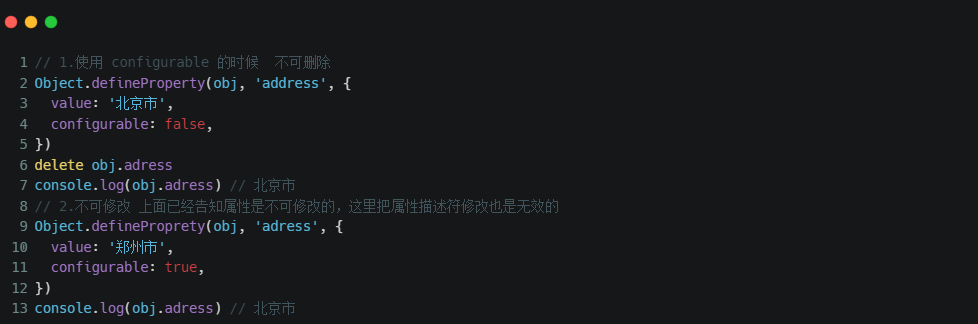 1 // 1.使用 configurable 的时候  不可删除
2 Object.defineProperty(obj, 'address', {
3   value: '北京市',
4   configurable: false,
5 })
6 delete obj.adress
7 console.log(obj.adress) // 北京市
8 // 2.不可修改 上面已经告知属性是不可修改的，这里把属性描述符修改也是无效的
9 Object.defineProprety(obj, 'adress', {
10   value: '郑州市',
11   configurable: true,
12 })
13 console.log(obj.adress) // 北京市